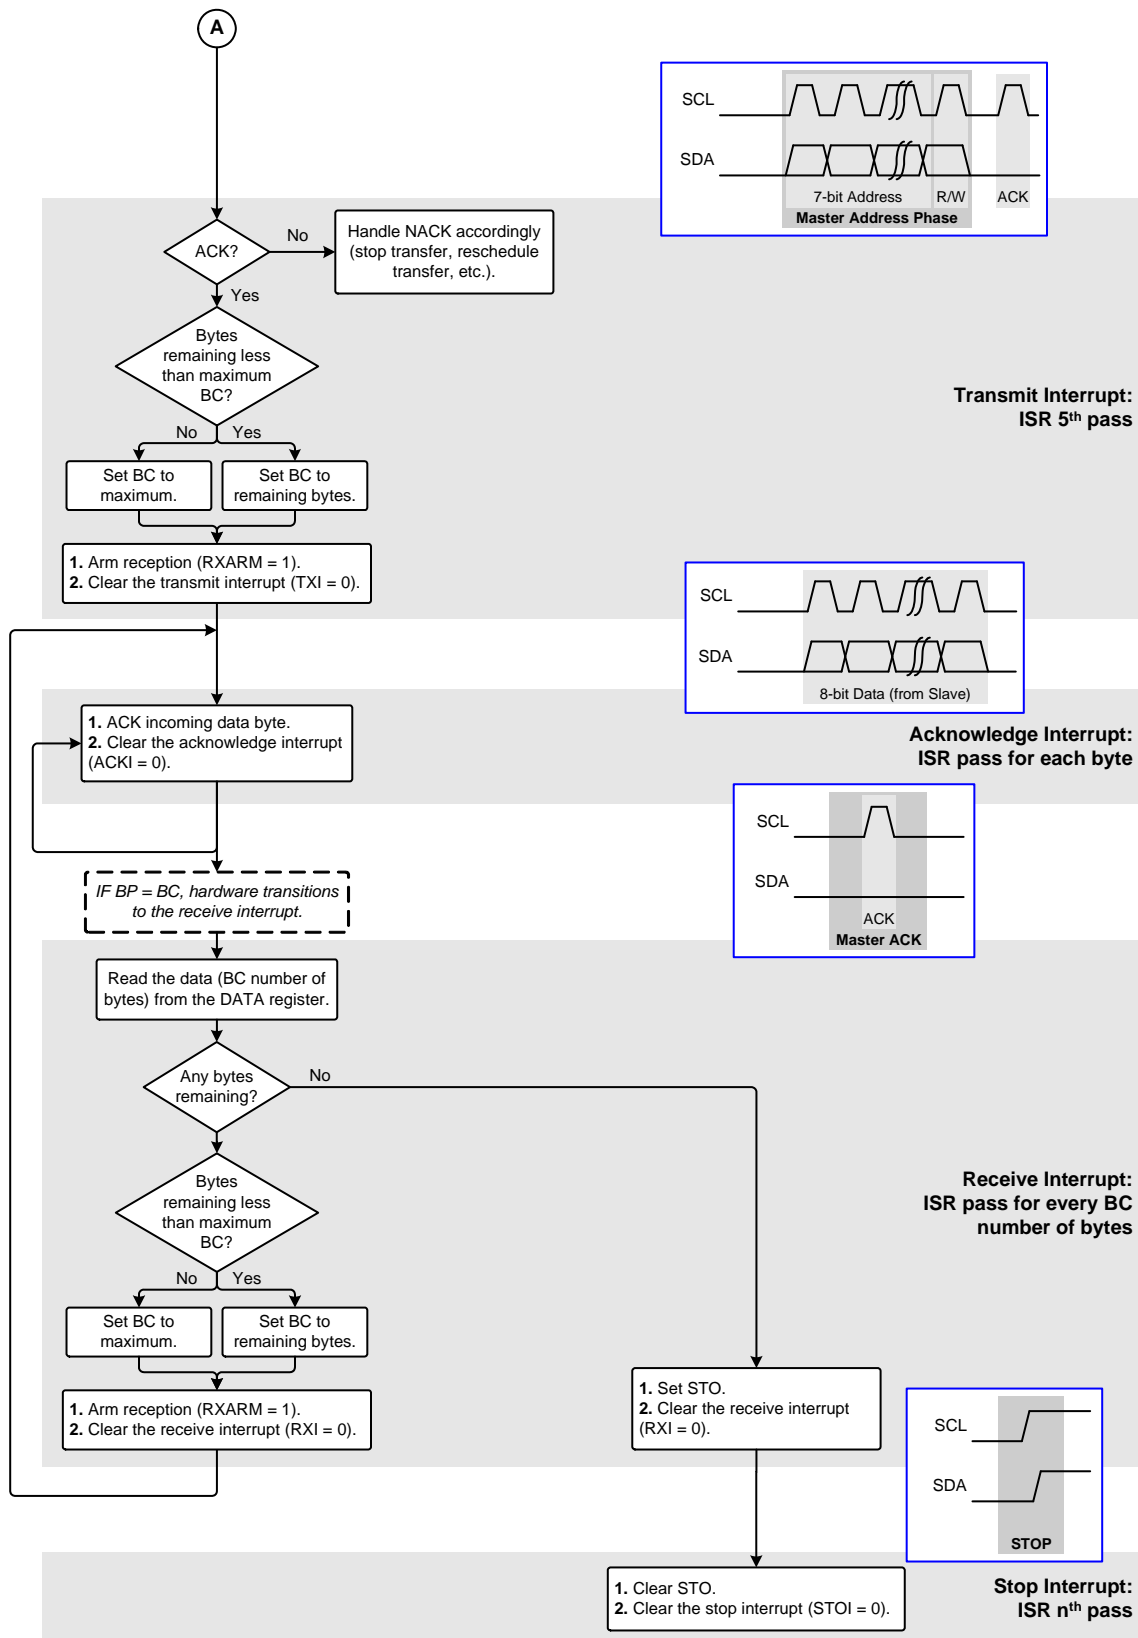 A
SCL
SDA
7-bit Address
R/W
ACK
Master Address Phase
ACK?
No
Handle NACK accordingly
(stop transfer, reschedule
transfer, etc.).
Yes
Bytes
remaining less
than maximum
BC?
Transmit Interrupt:
ISR 5th pass
No
Yes
Set BC to
maximum.
Set BC to
remaining bytes.
1. Arm reception (RXARM = 1).
2. Clear the transmit interrupt (TXI = 0).
SCL
SDA
8-bit Data (from Slave)
1. ACK incoming data byte.
2. Clear the acknowledge interrupt
(ACKI = 0).
Acknowledge Interrupt:
ISR pass for each byte
SCL
SDA
ACK
Master ACK
IF BP = BC, hardware transitions
to the receive interrupt.
Read the data (BC number of
bytes) from the DATA register.
Any bytes
remaining?
No
Bytes
remaining less
than maximum
BC?
Receive Interrupt:
ISR pass for every BC
number of bytes
No
Yes
Set BC to
maximum.
Set BC to
remaining bytes.
1. Arm reception (RXARM = 1).
2. Clear the receive interrupt (RXI = 0).
1. Set STO.
2. Clear the receive interrupt
(RXI = 0).
SCL
SDA
STOP
1. Clear STO.
2. Clear the stop interrupt (STOI = 0).
Stop Interrupt:
ISR nth pass